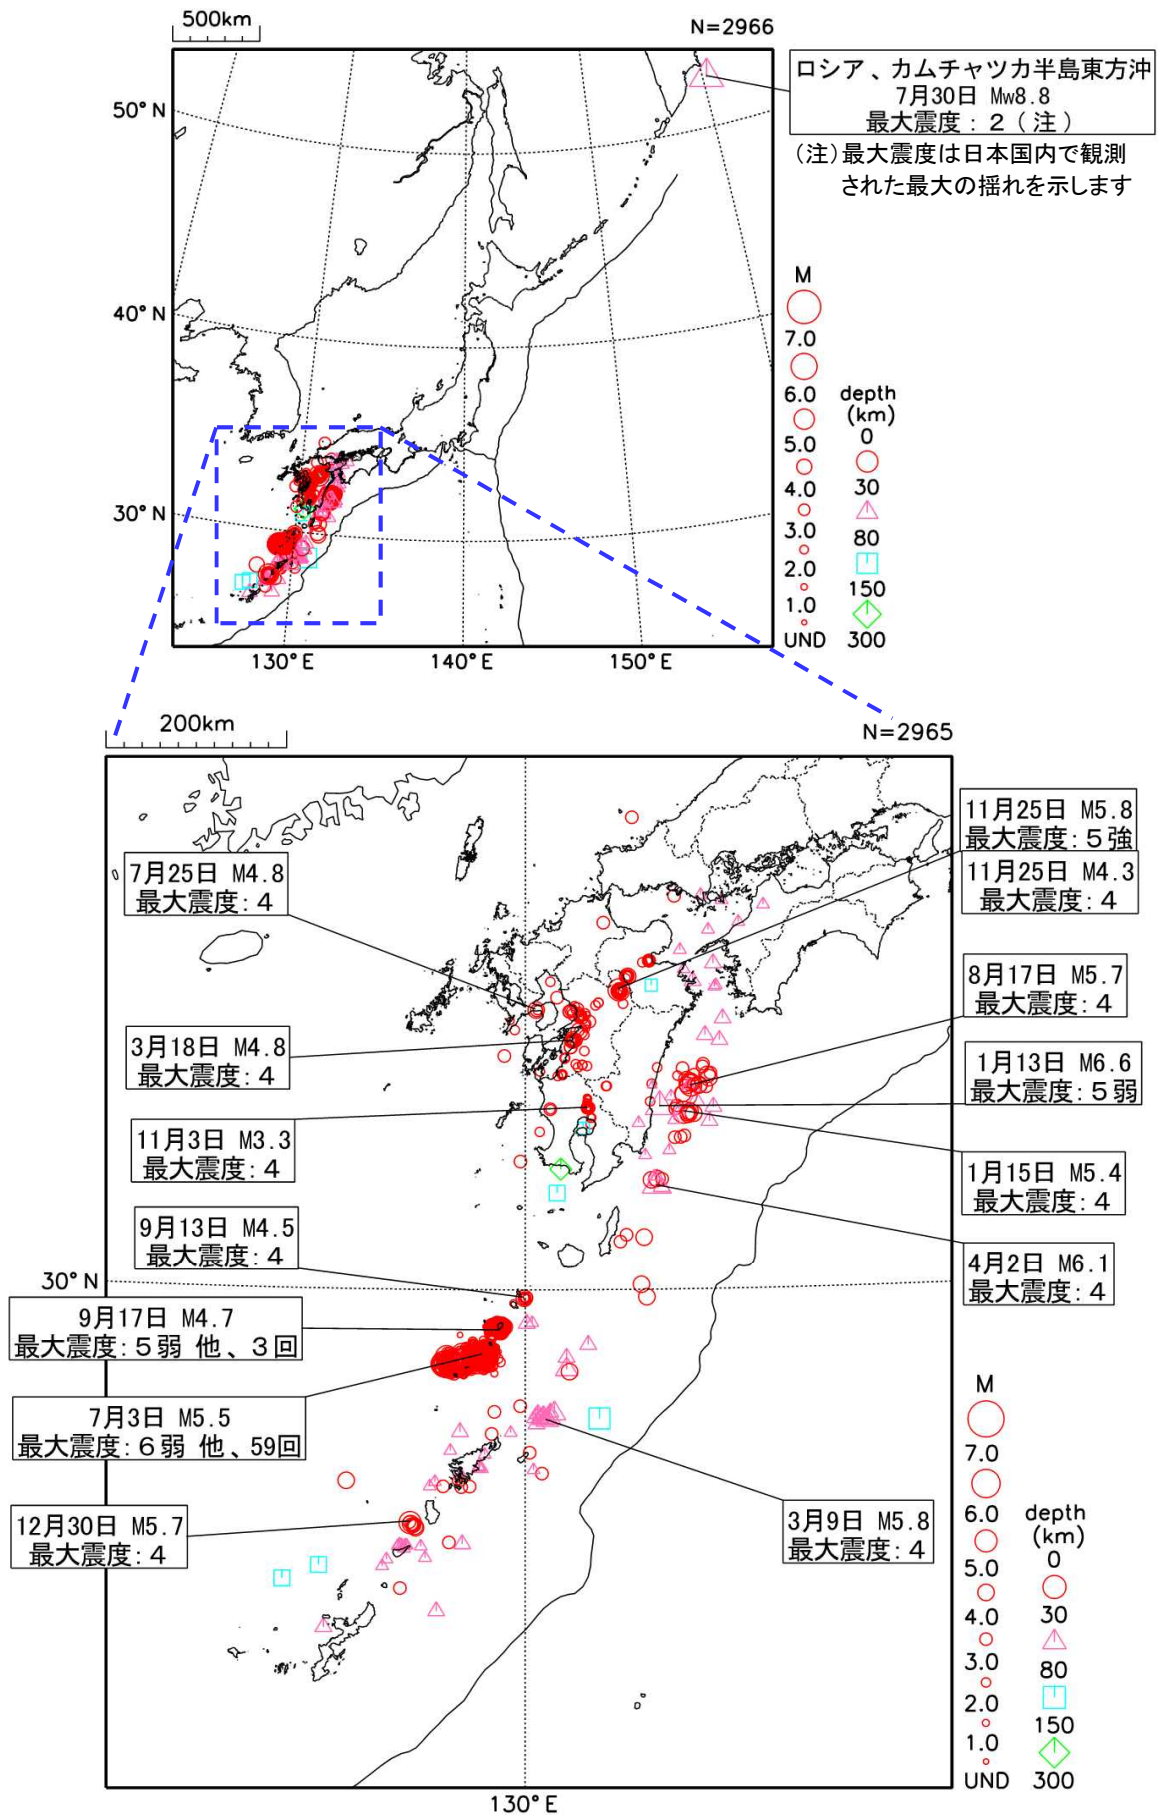 500km
N=2966
ロシア、カムチャツカ半島東方沖
7月30日 Mw8.8
最大震度：２（注）
（注）最大震度は日本国内で観測
された最大の揺れを示します
50°N
40°N
30°N
130°E
140°E
150°E
M
7.0
6.0
5.0
4.0
3.0
2.0
1.0
UND
depth
(km)
0
30
80
150
300
200km
N=2965
11月25日 M5.8
最大震度：５強
11月25日 M4.3
最大震度：４
7月25日 M4.8
最大震度：４
8月17日 M5.7
最大震度：４
3月18日 M4.8
最大震度：４
1月13日 M6.6
最大震度：５弱
11月3日 M3.3
最大震度：４
1月15日 M5.4
最大震度：４
9月13日 M4.5
最大震度：４
4月2日 M6.1
最大震度：４
30°N
9月17日 M4.7
最大震度：５弱 他、３回
7月3日 M5.5
最大震度：６弱 他、59回
12月30日 M5.7
最大震度：４
3月9日 M5.8
最大震度：４
M
7.0
6.0
5.0
4.0
3.0
2.0
1.0
UND
depth
(km)
0
30
80
150
300
130°E